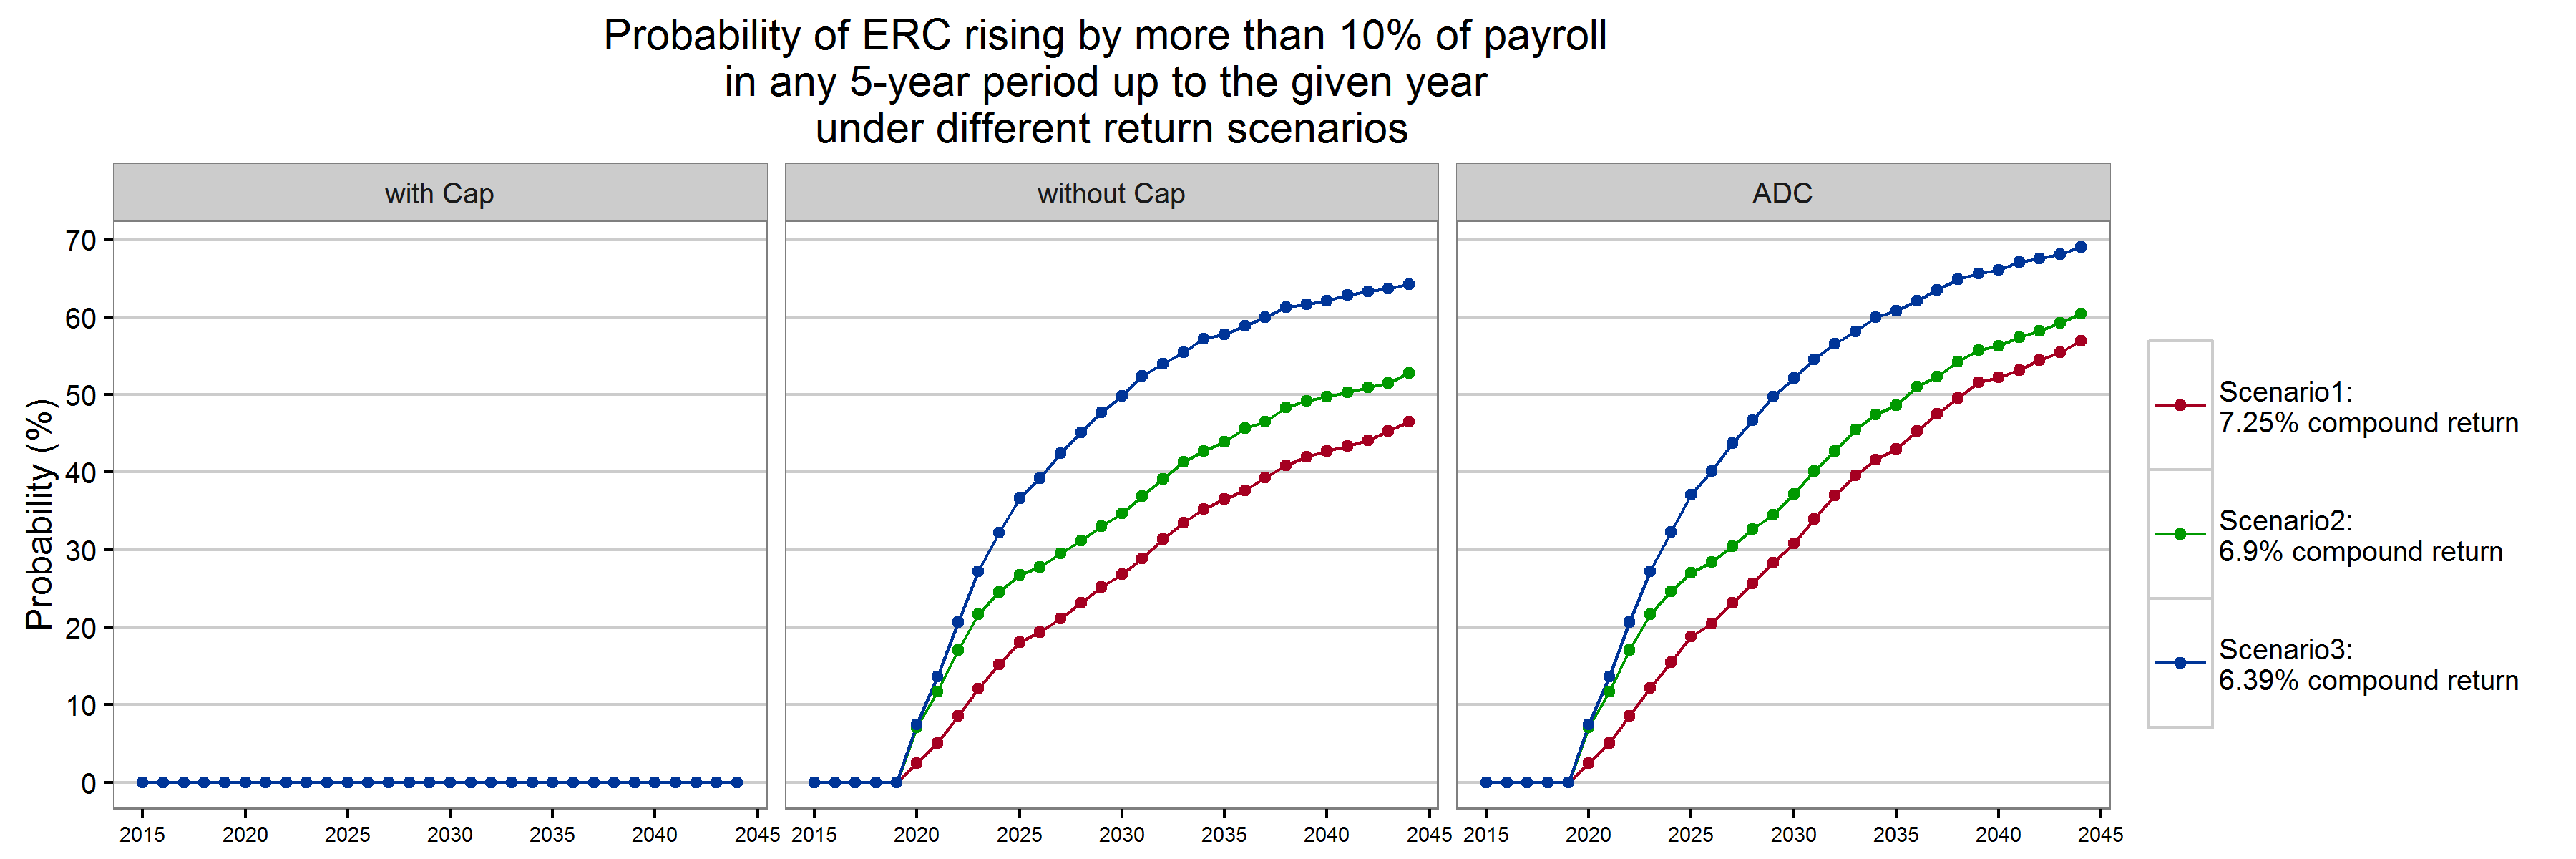 Probability of ERC rising by more than 10% of payroll
in any 5-year period up to the given year
under different return scenarios
with Cap
without Cap
ADC
Probability (%)
70
60
50
40
30
20
10
0
2015 2020 2025 2030 2035 2040 2045
2015 2020 2025 2030 2035 2040 2045
2015 2020 2025 2030 2035 2040 2045
Scenario1:
7.25% compound return
Scenario2:
6.9% compound return
Scenario3:
6.39% compound return